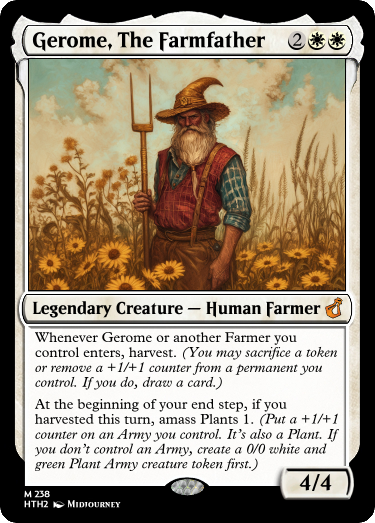 Gerome, The Farmfather 2
Legendary Creature — Human Farmer
Whenever Gerome or another Farmer you
control enters, harvest. (You may sacrifice a token
or remove a +1/+1 counter from a permanent you
control. If you do, draw a card.)
At the beginning of your end step, if you
harvested this turn, amass Plants 1. (Put a +1/+1
counter on an Army you control. It's also a Plant. If
you don't control an Army, create a 0/0 white and
green Plant Army creature token first.)
4/4
M 238
HTH2 Midjourney